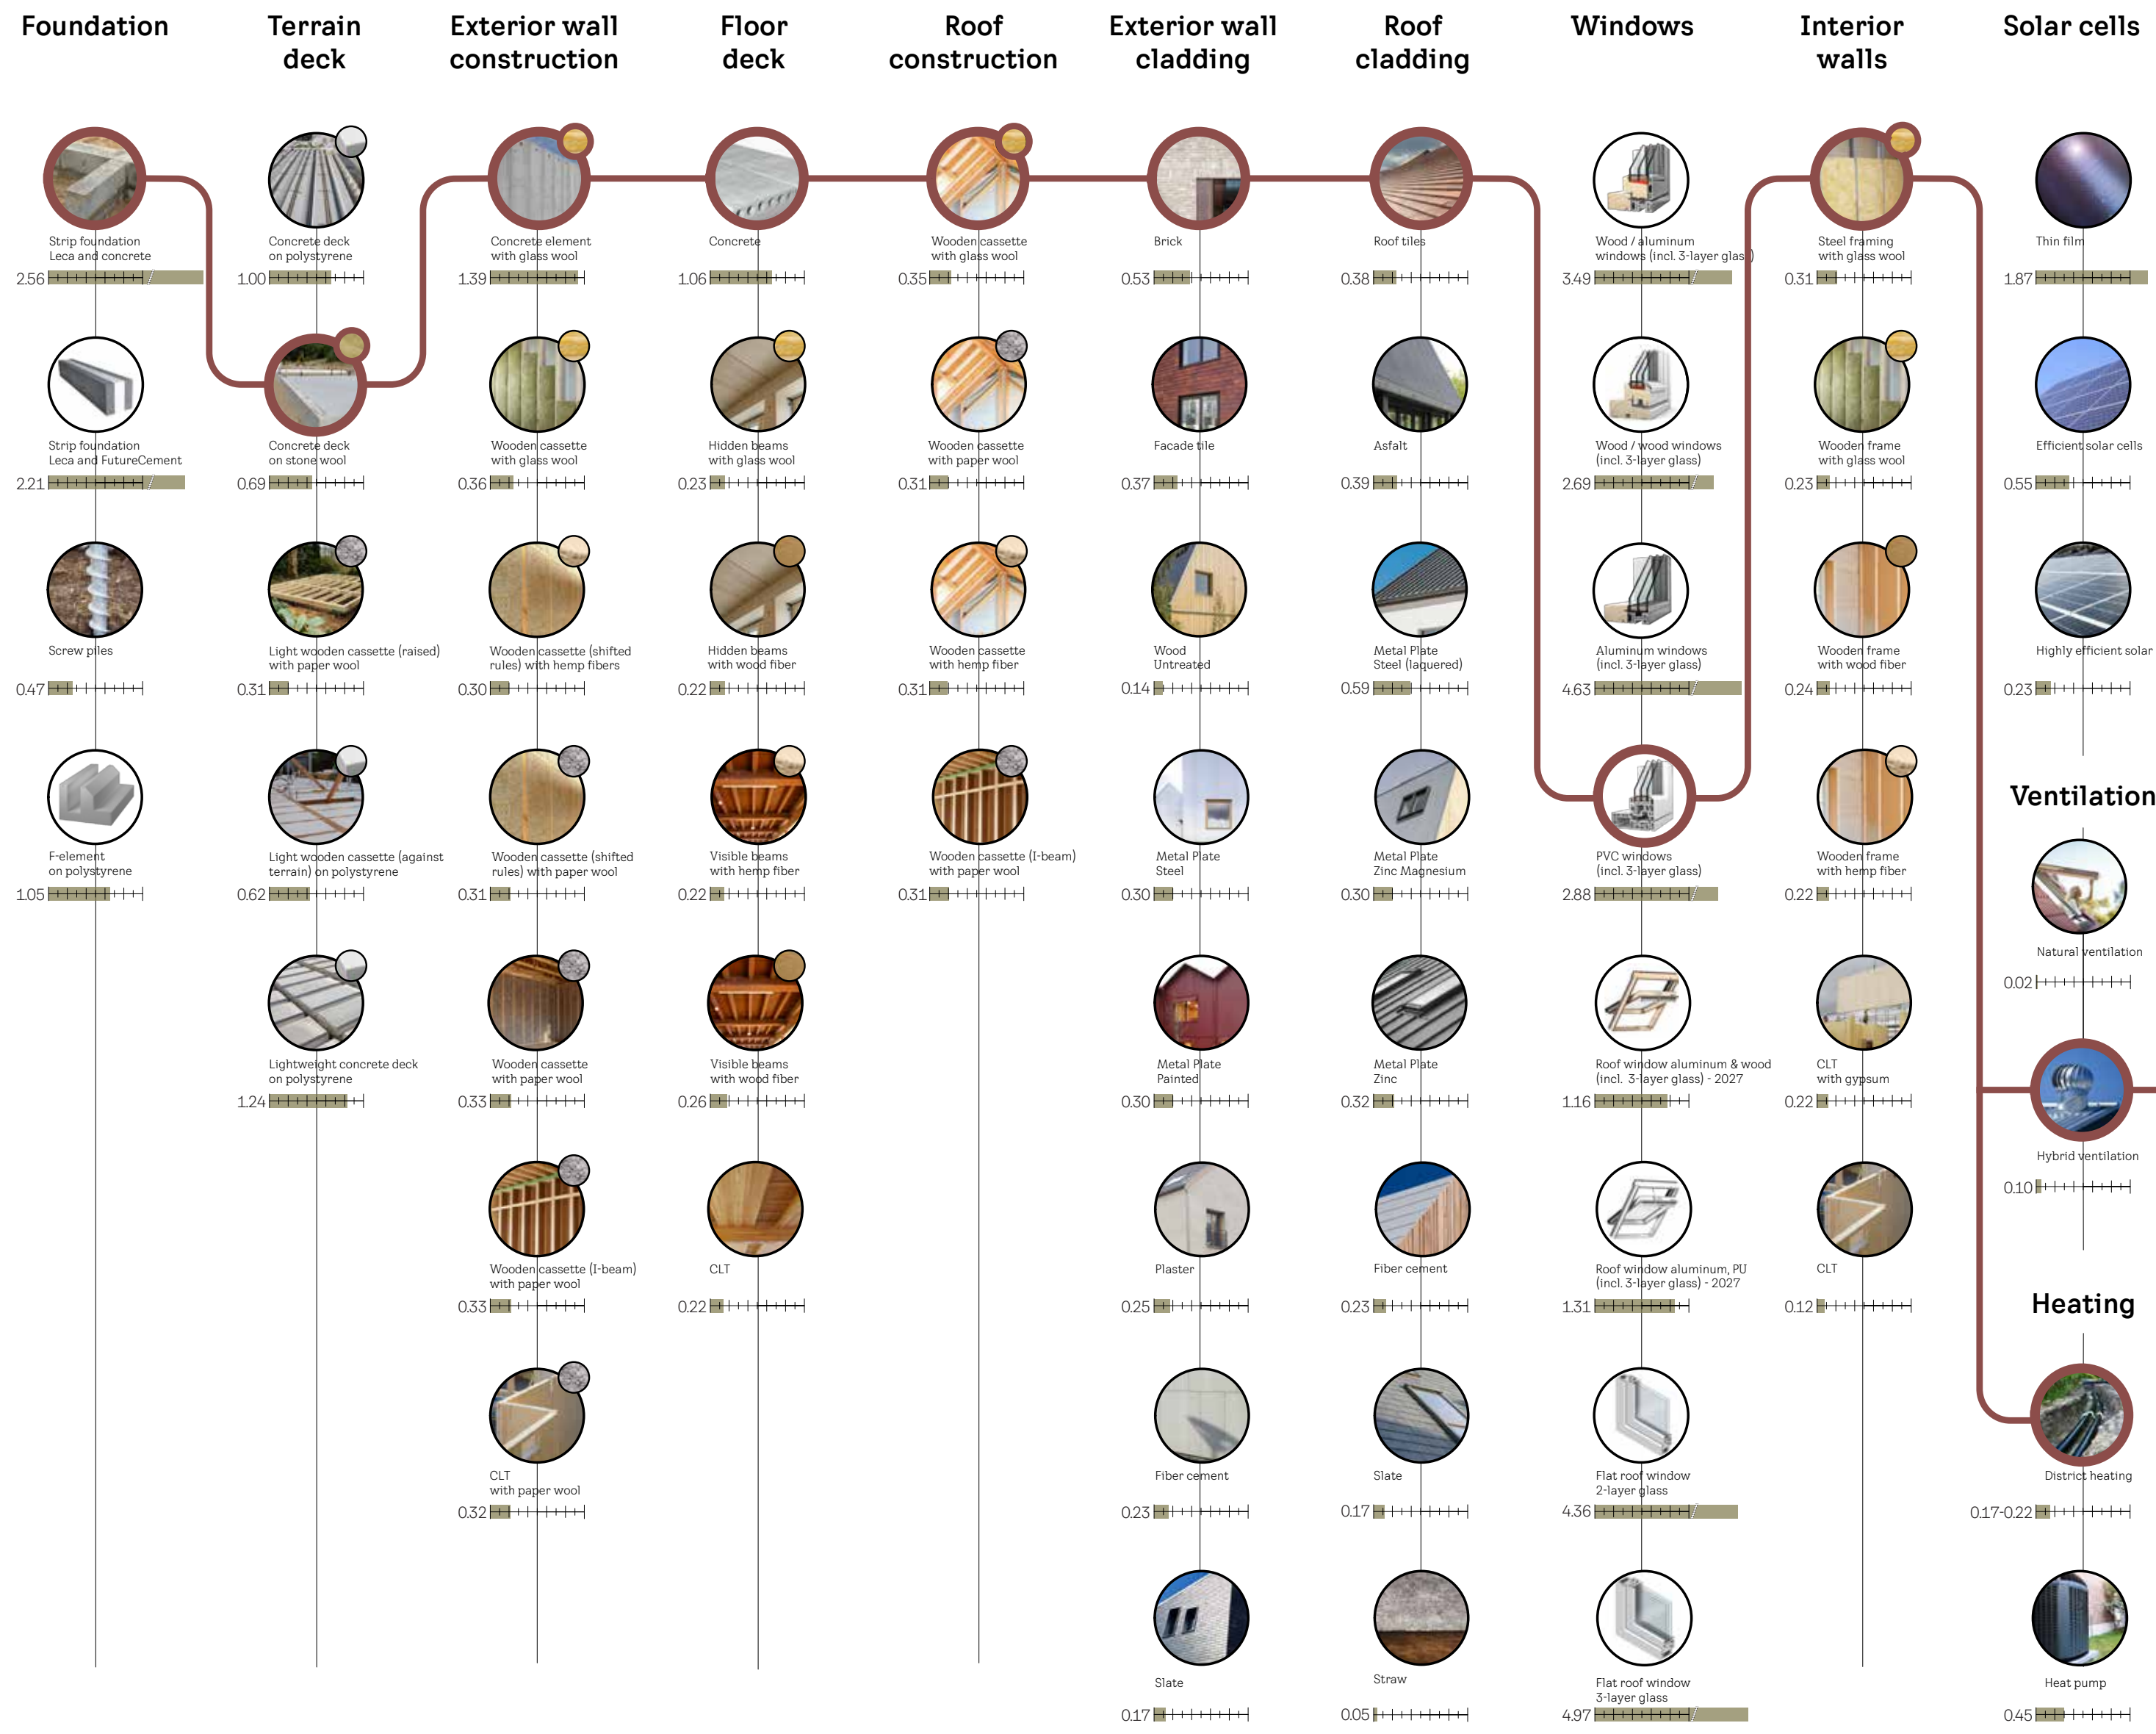 Foundation
Terrain
deck
Exterior wall
construction
Floor
deck
Roof
construction
Exterior wall
cladding
Roof
cladding
Windows
Interior
walls
Solar cells
Strip foundation
Leca and concrete
2.56
Concrete deck
on polystyrene
1.00
Concrete element
with glass wool
1.39
Concrete
1.06
Wooden cassette
with glass wool
0.35
Brick
0.53
Roof tiles
0.38
Wood / aluminum
windows (incl. 3-layer glass)
3.49
Steel framing
with glass wool
0.31
Thin film
1.87
Strip foundation
Leca and FutureCement
2.21
Concrete deck
on stone wool
0.69
Wooden cassette
with glass wool
0.36
Hidden beams
with glass wool
0.23
Wooden cassette
with paper wool
0.31
Facade tile
0.37
Asfalt
0.39
Wood / wood windows
(incl. 3-layer glass)
2.69
Wooden frame
with glass wool
0.23
Efficient solar cells
0.55
Screw piles
0.47
Light wooden cassette (raised)
with paper wool
0.31
Wooden cassette (shifted
rules) with hemp fibers
0.30
Hidden beams
with wood fiber
0.22
Wooden cassette
with hemp fiber
0.31
Wood
Untreated
0.14
Metal Plate
Steel (laquered)
0.59
Aluminum windows
(incl. 3-layer glass)
4.63
Wooden frame
with wood fiber
0.24
Highly efficient solar
0.23
F-element
on polystyrene
1.05
Light wooden cassette (against
terrain) on polystyrene
0.62
Wooden cassette (shifted
rules) with paper wool
0.31
Visible beams
with hemp fiber
0.22
Wooden cassette (I-beam)
with paper wool
0.31
Metal Plate
Steel
0.30
Metal Plate
Zinc Magnesium
0.30
PVC windows
(incl. 3-layer glass)
2.88
Wooden frame
with hemp fiber
0.22
Ventilation
Natural ventilation
0.02
Lightweight concrete deck
on polystyrene
1.24
Wooden cassette
with paper wool
0.33
Visible beams
with wood fiber
0.26
Metal Plate
Painted
0.30
Metal Plate
Zinc
0.32
Roof window aluminum & wood
(incl. 3-layer glass) - 2027
1.16
CLT
with gypsum
0.22
Hybrid ventilation
0.10
Wooden cassette (I-beam)
with paper wool
0.33
CLT
0.22
Plaster
0.25
Fiber cement
0.23
Roof window aluminum, PU
(incl. 3-layer glass) - 2027
1.31
CLT
0.12
Heating
District heating
0.17-0.22
CLT
with paper wool
0.32
Fiber cement
0.23
Slate
0.17
Flat roof window
2-layer glass
4.36
Slate
0.17
Straw
0.05
Flat roof window
3-layer glass
4.97
Heat pump
0.45